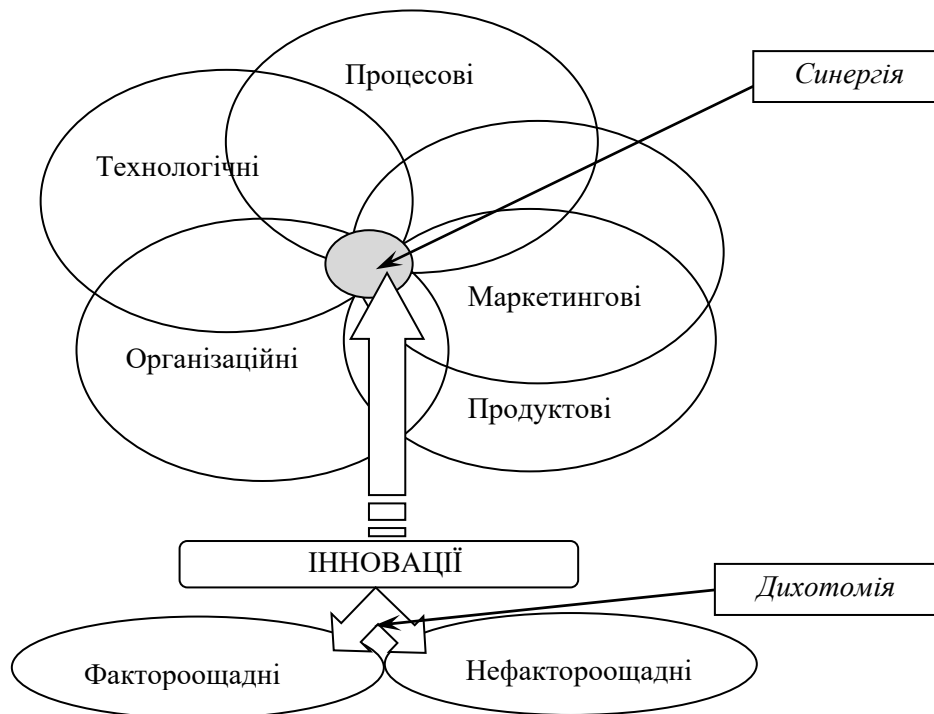 Процесові
Синергія
Технологічні
Маркетингові
Організаційні
Продуктові
ІННОВАЦІЇ
Дихотомія
Фактороощадні
Нефактороощадні